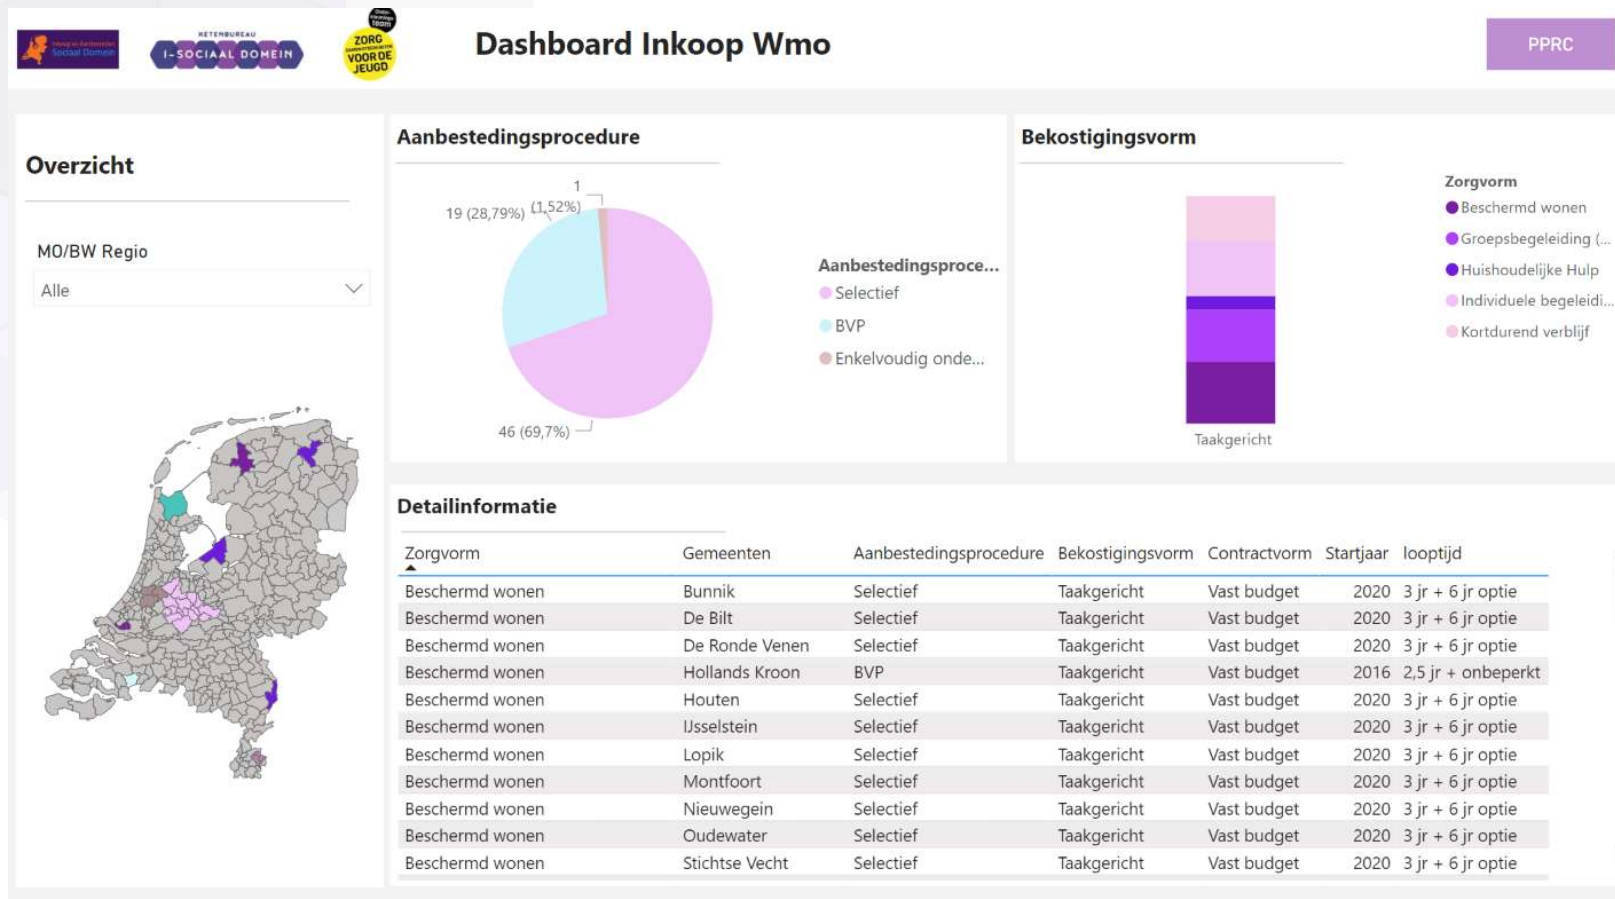 Inkoop en Aanbesteden
Sociaal Domein
KETENBUREAU
I-SOCIAAL DOMEIN
Onder-
steunings
team
ZORG
VOOR DE
JEUGD
Dashboard Inkoop Wmo
PPRC
Overzicht
MO/BW Regio
Alle
Aanbestedingsprocedure
1
(1,52%)
19 (28,79%)
46 (69,7%)
Aanbestedingsproce...
Selectief
BVP
Enkelvoudig onde...
Bekostigingsvorm
Taakgericht
Zorgvorm
Beschermd wonen
Groepsbegeleiding (...
Huishoudelijke Hulp
Individuele begeleidi...
Kortdurend verblijf
Detailinformatie
Zorgvorm Gemeenten Aanbestedingsprocedure Bekostigingsvorm Contractvorm Startjaar looptijd
Beschermd wonen Bunnik Selectief Taakgericht Vast budget 2020 3 jr + 6 jr optie
Beschermd wonen De Bilt Selectief Taakgericht Vast budget 2020 3 jr + 6 jr optie
Beschermd wonen De Ronde Venen Selectief Taakgericht Vast budget 2020 3 jr + 6 jr optie
Beschermd wonen Hollands Kroon BVP Taakgericht Vast budget 2016 2,5 jr + onbeperkt
Beschermd wonen Houten Selectief Taakgericht Vast budget 2020 3 jr + 6 jr optie
Beschermd wonen IJsselstein Selectief Taakgericht Vast budget 2020 3 jr + 6 jr optie
Beschermd wonen Lopik Selectief Taakgericht Vast budget 2020 3 jr + 6 jr optie
Beschermd wonen Montfoort Selectief Taakgericht Vast budget 2020 3 jr + 6 jr optie
Beschermd wonen Nieuwegein Selectief Taakgericht Vast budget 2020 3 jr + 6 jr optie
Beschermd wonen Oudewater Selectief Taakgericht Vast budget 2020 3 jr + 6 jr optie
Beschermd wonen Stichtse Vecht Selectief Taakgericht Vast budget 2020 3 jr + 6 jr optie